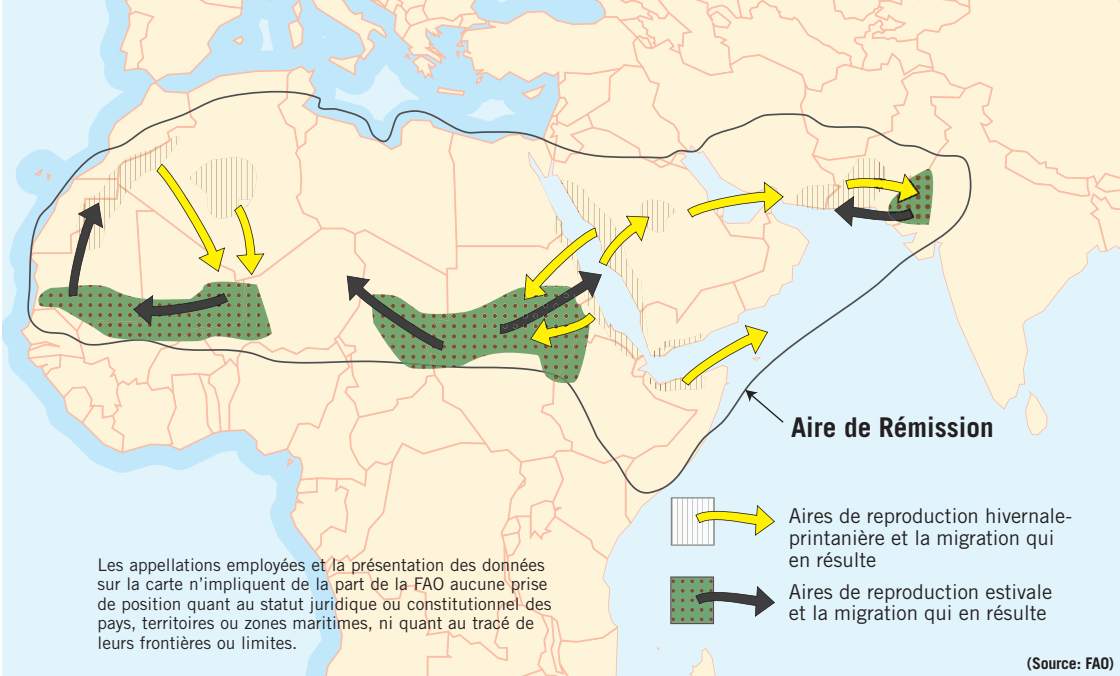 Aire de Rémission
Aires de reproduction hivernale-
printanière et la migration qui
en résulte
Aires de reproduction estivale
et la migration qui en résulte
Les appellations employées et la présentation des données
sur la carte n’impliquent de la part de la FAO aucune prise
de position quant au statut juridique ou constitutionnel des
pays, territoires ou zones maritimes, ni quant au tracé de
leurs frontières ou limites.
(Source: FAO)